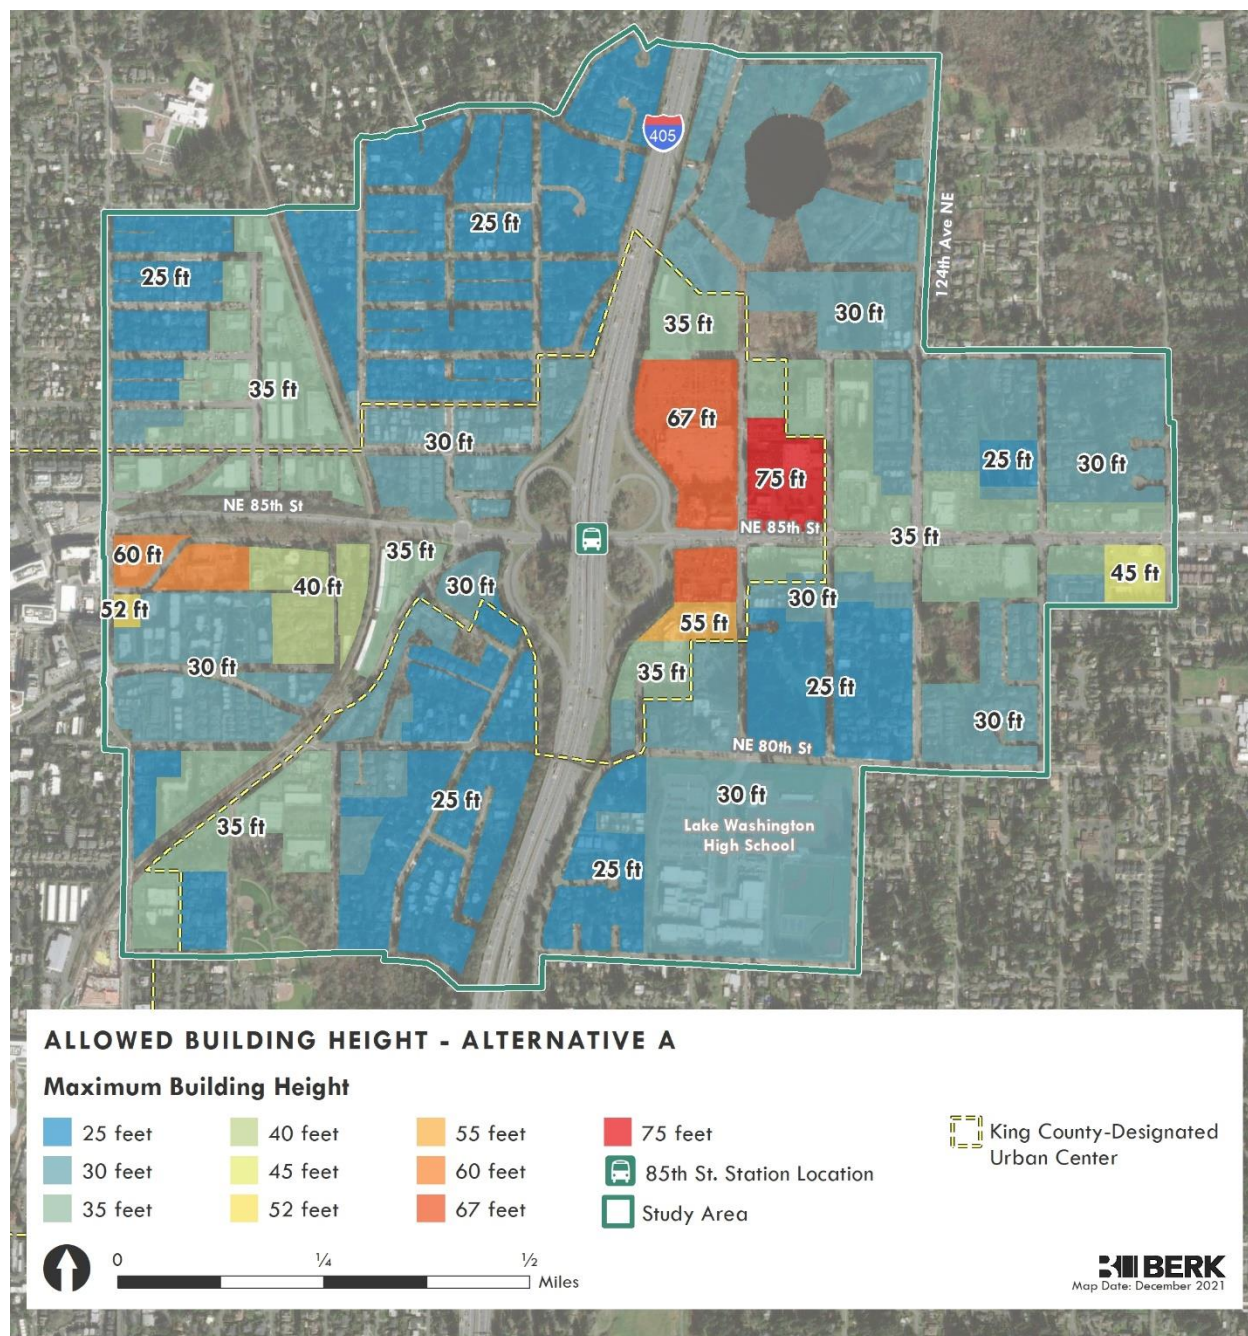 405
124th Ave NE
25 ft
25 ft
35 ft
30 ft
67 ft
35 ft
30 ft
75 ft
25 ft
30 ft
NE 85th St
NE 85th St
35 ft
60 ft
40 ft
35 ft
30 ft
45 ft
52 ft
30 ft
55 ft
30 ft
35 ft
25 ft
30 ft
NE 80th St
25 ft
30 ft
Lake Washington
High School
35 ft
25 ft
ALLOWED BUILDING HEIGHT - ALTERNATIVE A
Maximum Building Height
25 feet
30 feet
35 feet
40 feet
45 feet
52 feet
55 feet
60 feet
67 feet
75 feet
85th St. Station Location
Study Area
King County-Designated
Urban Center
0
¼
½
Miles
BERK
Map Date: December 2021